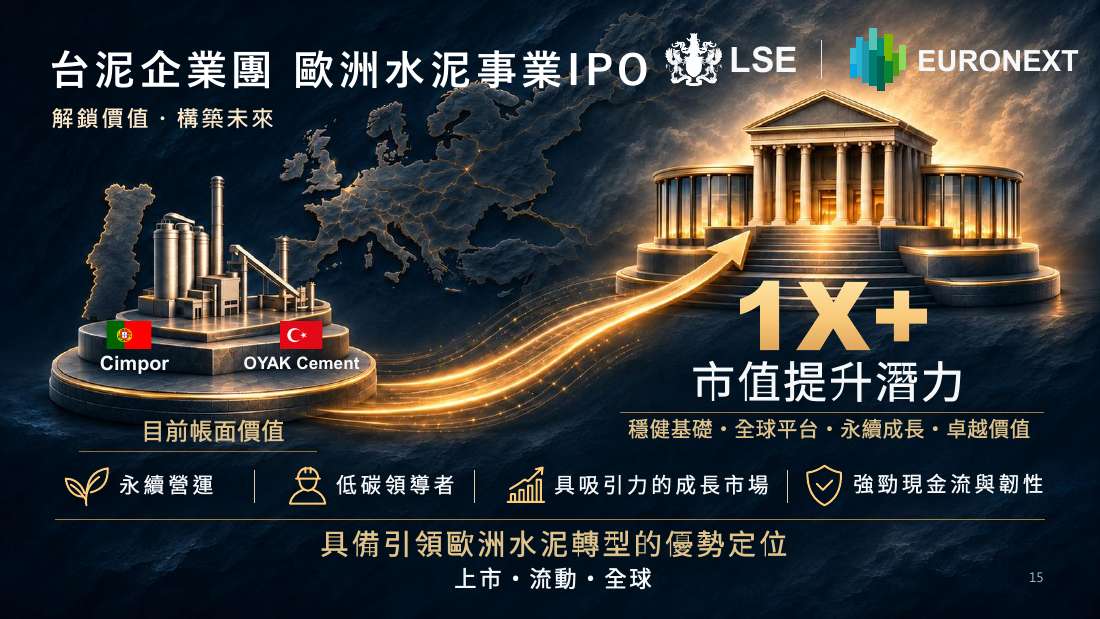 台泥企業團 歐洲水泥事業IPO
LSE
EURONEXT
解鎖價值．構築未來
Cimpor
OYAK Cement
目前帳面價值
1X+
市值提升潛力
穩健基礎・全球平台・永續成長・卓越價值
永續營運
低碳領導者
具吸引力的成長市場
強勁現金流與韌性
具備引領歐洲水泥轉型的優勢定位
上市・流動・全球
15